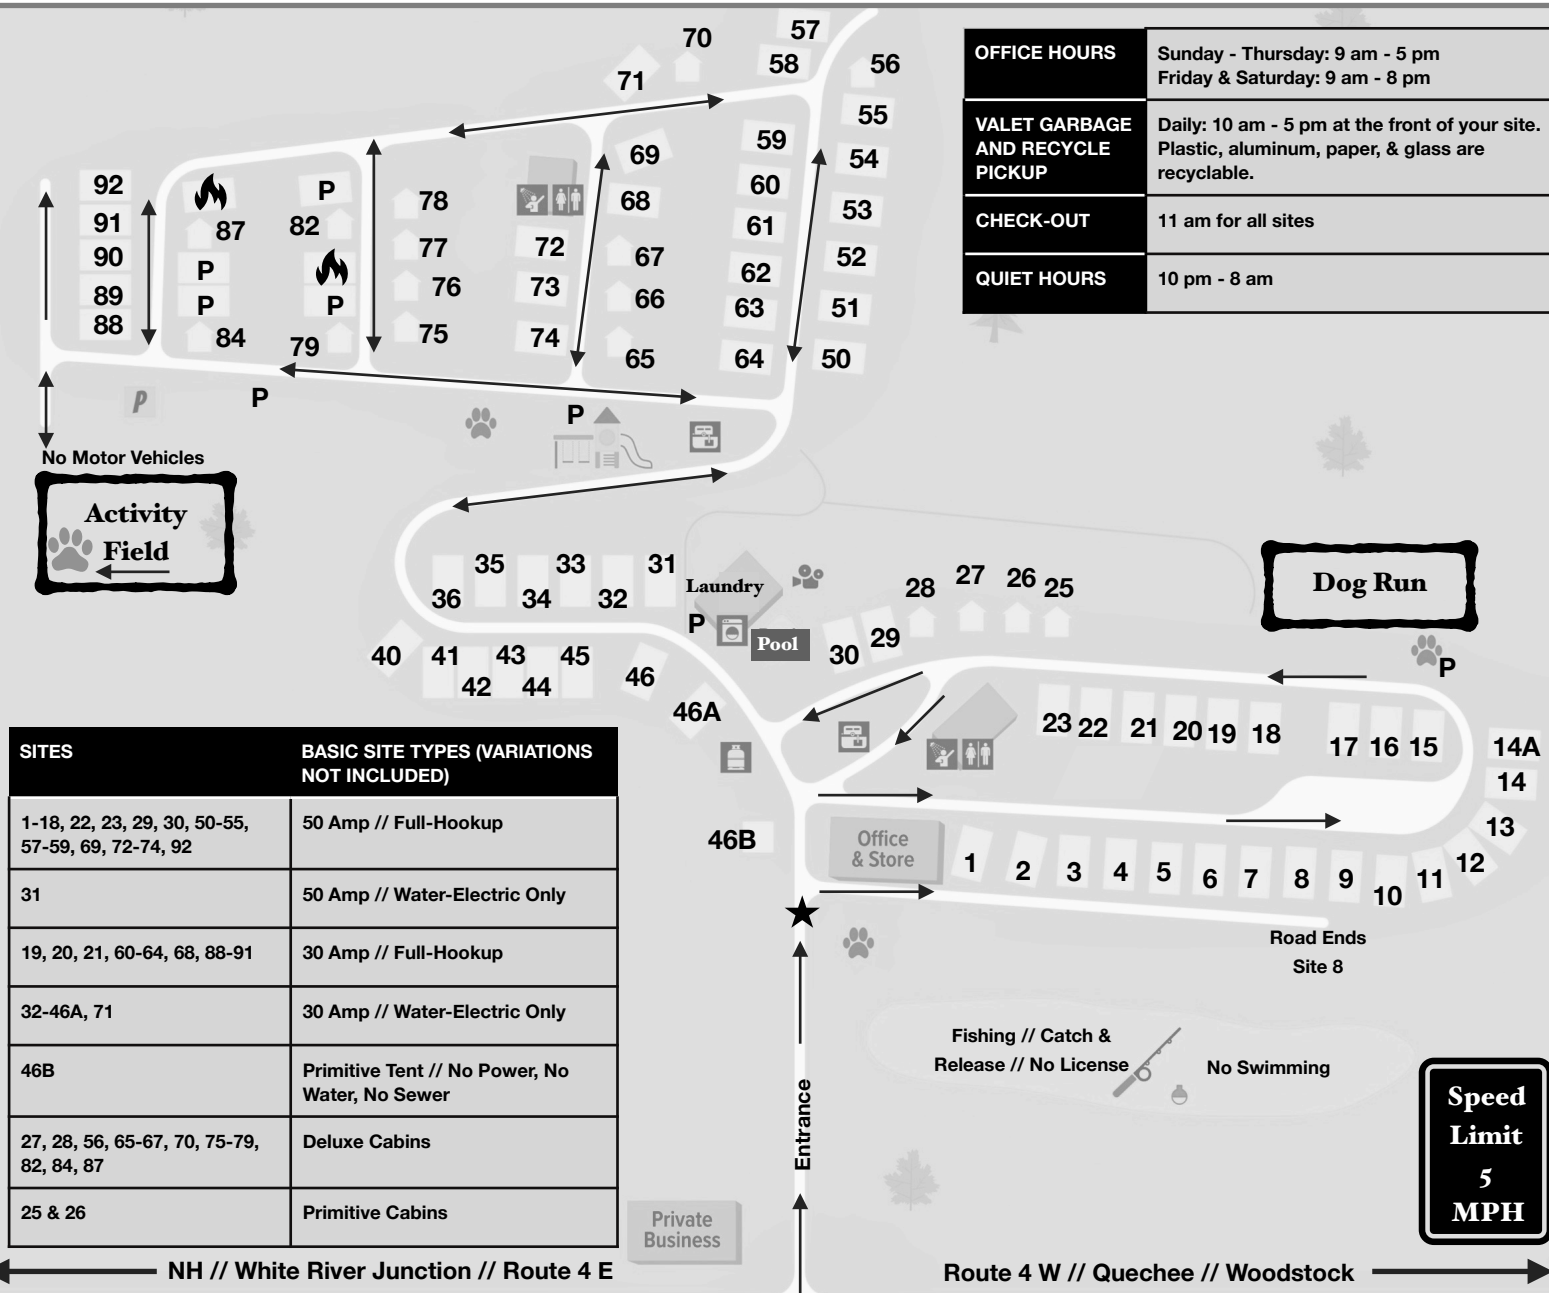 OFFICE HOURS
Sunday - Thursday: 9 am - 5 pm
Friday & Saturday: 9 am - 8 pm
VALET GARBAGE
AND RECYCLE
PICKUP
Daily: 10 am - 5 pm at the front of your site.
Plastic, aluminum, paper, & glass are
recyclable.
CHECK-OUT
11 am for all sites
QUIET HOURS
10 pm - 8 am
57
70
58
56
71
55
59
69
54
92
P
78
60
68
53
91
87
82
61
77
72
67
52
90
P
62
76
73
66
89
P
P
63
51
88
84
79
75
74
65
64
50
P
P
P
No Motor Vehicles
Activity
Field
35
33
31
36
34
32
Laundry
P
Pool
28
27
26
25
30
29
Dog Run
P
40
41
43
45
42
44
46
46A
23
22
21
20
19
18
17
16
15
14A
14
13
12
46B
Office
& Store
1
2
3
4
5
6
7
8
9
10
11
Road Ends
Site 8
SITES
BASIC SITE TYPES (VARIATIONS
NOT INCLUDED)
1-18, 22, 23, 29, 30, 50-55,
57-59, 69, 72-74, 92
50 Amp // Full-Hookup
31
50 Amp // Water-Electric Only
19, 20, 21, 60-64, 68, 88-91
30 Amp // Full-Hookup
32-46A, 71
30 Amp // Water-Electric Only
46B
Primitive Tent // No Power, No
Water, No Sewer
27, 28, 56, 65-67, 70, 75-79,
82, 84, 87
Deluxe Cabins
25 & 26
Primitive Cabins
Fishing // Catch &
Release // No License
No Swimming
Entrance
Speed
Limit
5
MPH
Private
Business
NH // White River Junction // Route 4 E
Route 4 W // Quechee // Woodstock